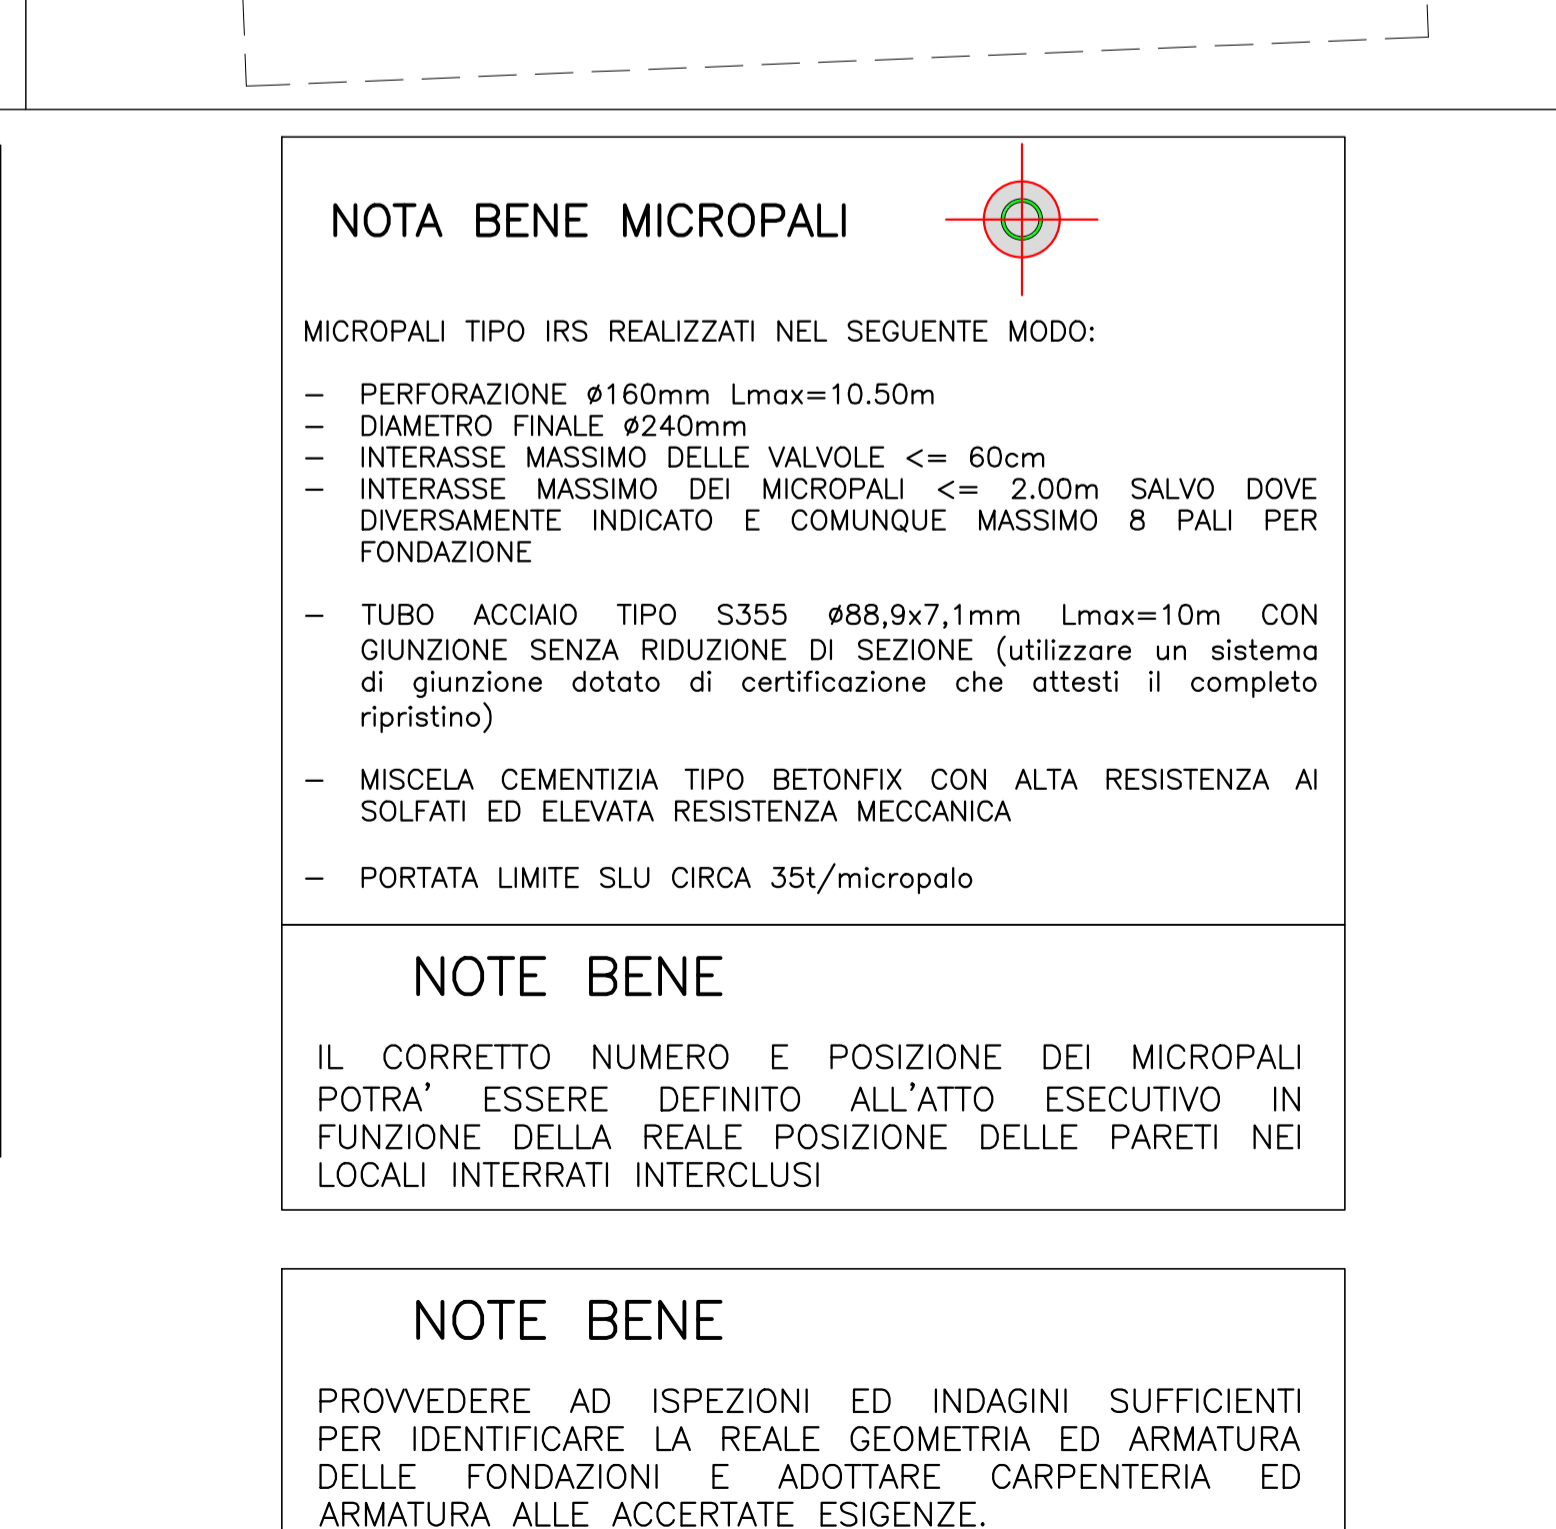 NOTA BENE MICROPALI
MICROPALI TIPO IRS REALIZZATI NEL SEGUENTE MODO:
– PERFORAZIONE ø160mm Lmax=10.50m
– DIAMETRO FINALE ø240mm
– INTERASSE MASSIMO DELLE VALVOLE <= 60cm
– INTERASSE MASSIMO DEI MICROPALI <= 2.00m SALVO DOVE
DIVERSAMENTE INDICATO E COMUNQUE MASSIMO 8 PALI PER
FONDAZIONE
– TUBO ACCIAIO TIPO S355 ø88,9x7,1mm Lmax=10m CON
GIUNZIONE SENZA RIDUZIONE DI SEZIONE (utilizzare un sistema
di giunzione dotato di certificazione che attesti il completo
ripristino)
– MISCELA CEMENTIZIA TIPO BETONFIX CON ALTA RESISTENZA AI
SOLFATI ED ELEVATA RESISTENZA MECCANICA
– PORTATA LIMITE SLU CIRCA 35t/micropalo
NOTE BENE
IL CORRETTO NUMERO E POSIZIONE DEI MICROPALI
POTRA' ESSERE DEFINITO ALL'ATTO ESECUTIVO IN
FUNZIONE DELLA REALE POSIZIONE DELLE PARETI NEI
LOCALI INTERRATI INTERCLUSI
NOTE BENE
PROVVEDERE AD ISPEZIONI ED INDAGINI SUFFICIENTI
PER IDENTIFICARE LA REALE GEOMETRIA ED ARMATURA
DELLE FONDAZIONI E ADOTTARE CARPENTERIA ED
ARMATURA ALLE ACCERTATE ESIGENZE.